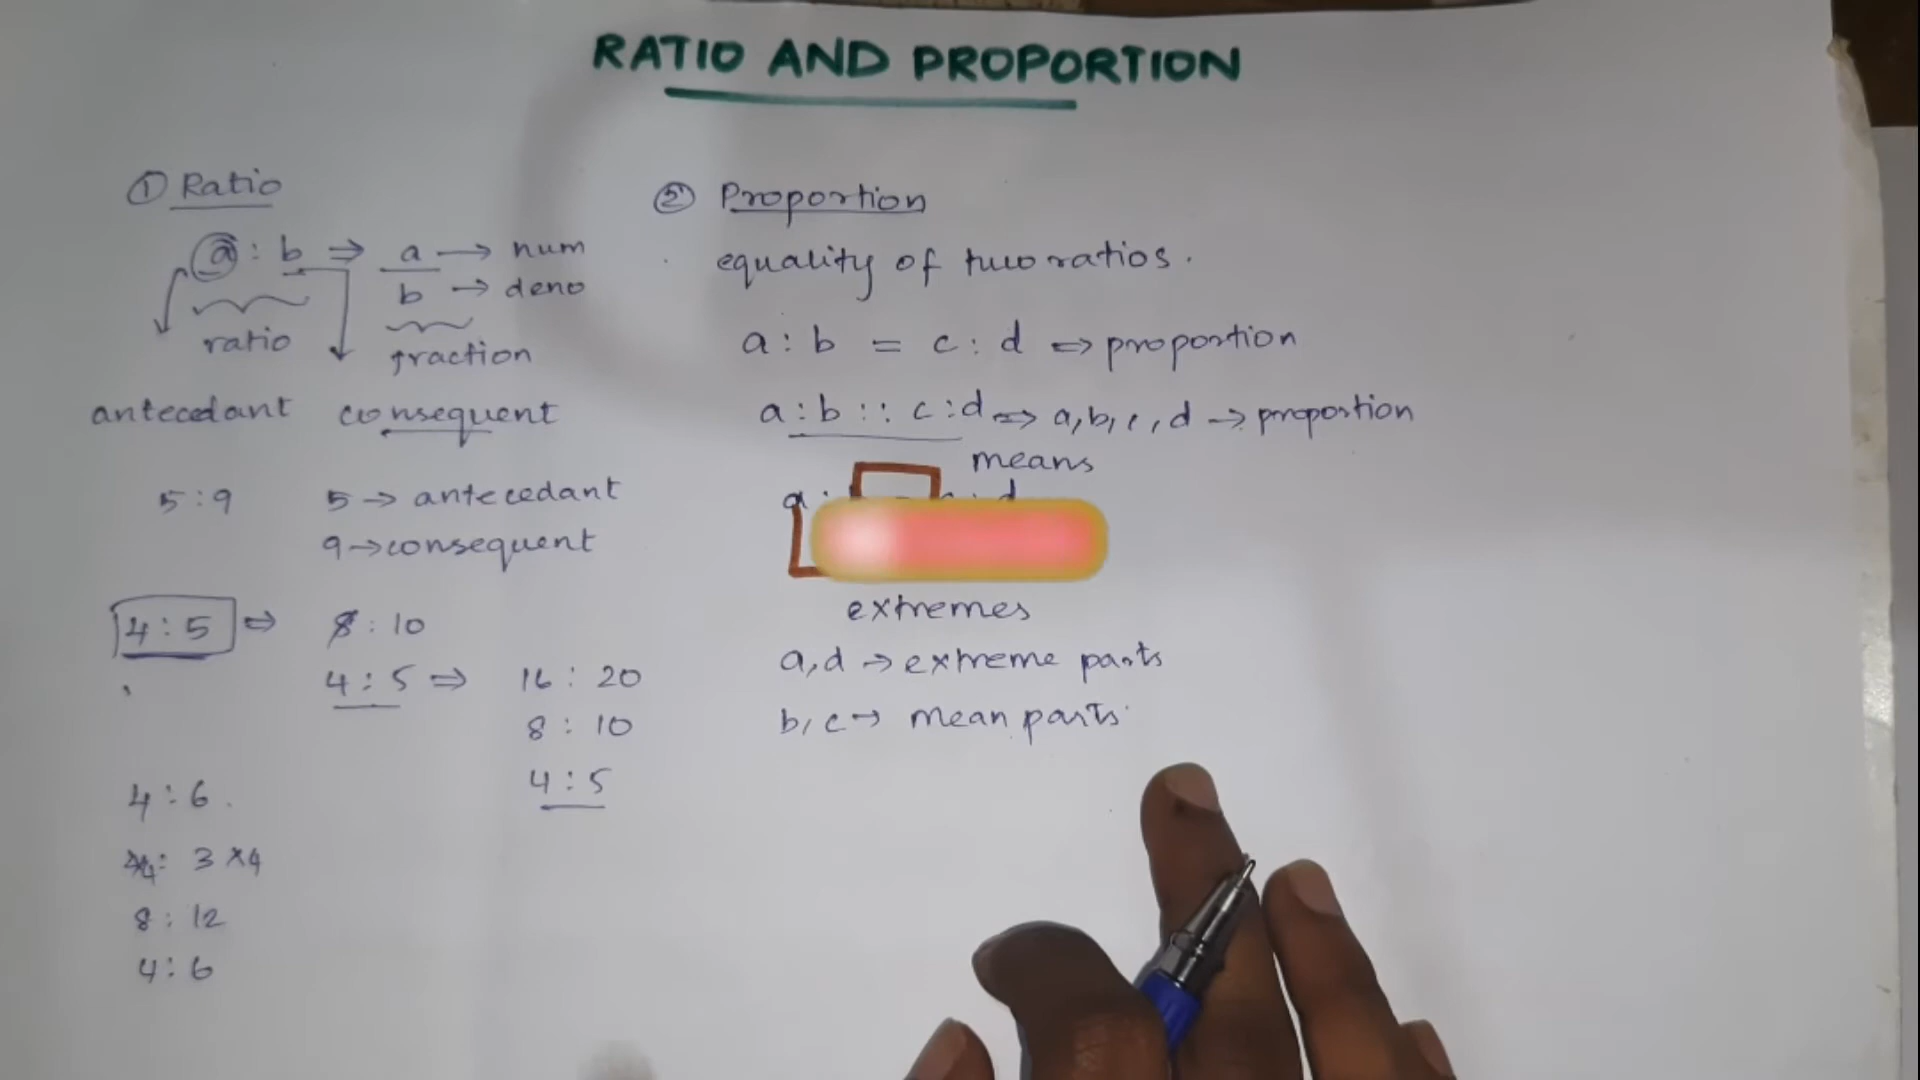 RATIO AND PROPORTION
① Ratio
a : b ⇒ a → num
b → deno
ratio
fraction
antecedant consequent
5 : 9 5 → antecedant
9 → consequent
4 : 5 ⇒ 8 : 10
4 : 5 ⇒ 16 : 20
8 : 10
4 : 5
4 : 6
3 × 4
8 : 12
4 : 6
② Proportion
equality of two ratios.
a : b = c : d ⇔ proportion
a : b :: c : d ⇔ a, b, c, d → proportion
means
a :
extremes
a, d → extreme parts
b, c → mean parts